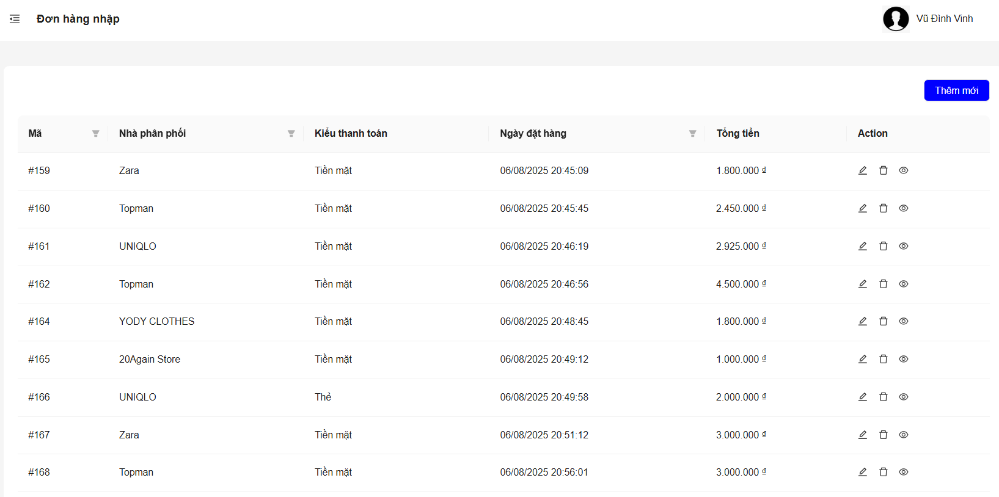 Đơn hàng nhập
Vũ Đình Vinh
Thêm mới
Mã Nhà phân phối Kiểu thanh toán Ngày đặt hàng Tổng tiền Action
#159 Zara Tiền mặt 06/08/2025 20:45:09 1.800.000 ₫
#160 Topman Tiền mặt 06/08/2025 20:45:45 2.450.000 ₫
#161 UNIQLO Tiền mặt 06/08/2025 20:46:19 2.925.000 ₫
#162 Topman Tiền mặt 06/08/2025 20:46:56 4.500.000 ₫
#164 YODY CLOTHES Tiền mặt 06/08/2025 20:48:45 1.800.000 ₫
#165 20Again Store Tiền mặt 06/08/2025 20:49:12 1.000.000 ₫
#166 UNIQLO Thẻ 06/08/2025 20:49:58 2.000.000 ₫
#167 Zara Tiền mặt 06/08/2025 20:51:12 3.000.000 ₫
#168 Topman Tiền mặt 06/08/2025 20:56:01 3.000.000 ₫